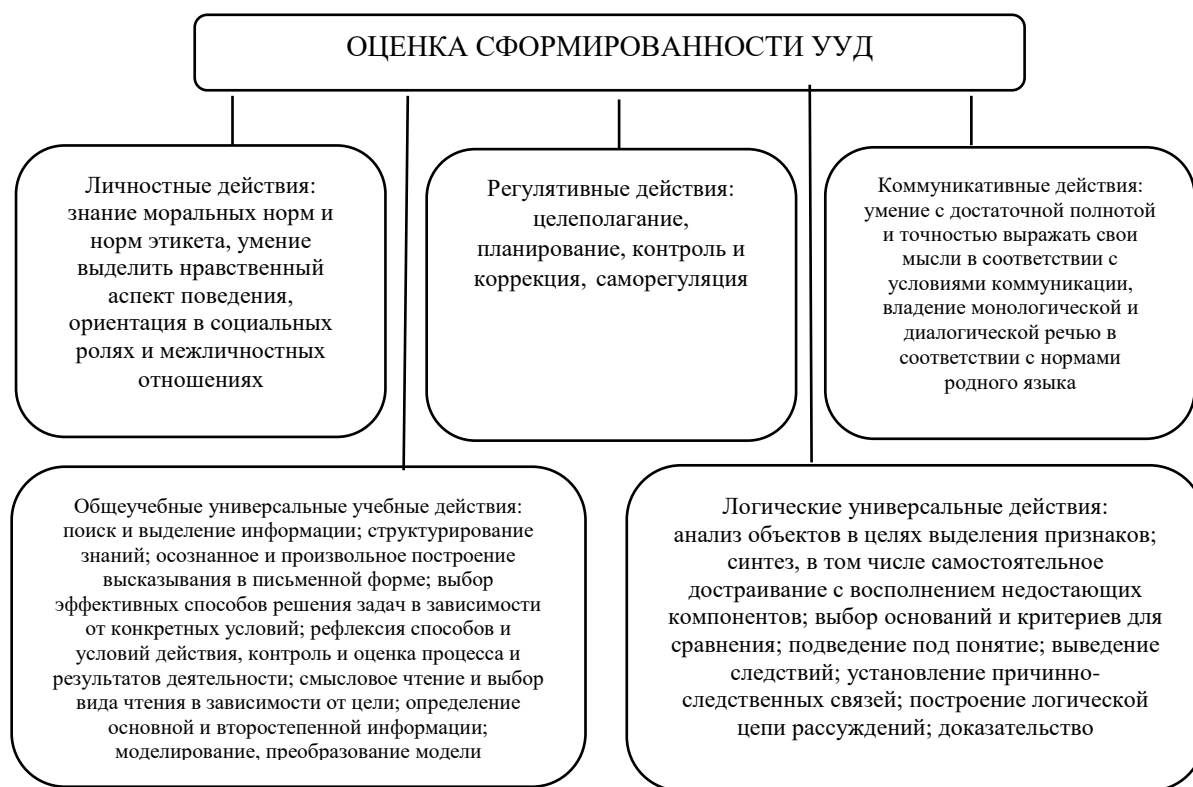 ОЦЕНКА СФОРМИРОВАННОСТИ УУД
Личностные действия:
знание моральных норм и
норм этикета, умение
выделить нравственный
аспект поведения,
ориентация в социальных
ролях и межличностных
отношениях
Регулятивные действия:
целеполагание,
планирование, контроль и
коррекция, саморегуляция
Коммуникативные действия:
умение с достаточной полнотой
и точностью выражать свои
мысли в соответствии с
условиями коммуникации,
владение монологической и
диалогической речью в
соответствии с нормами
родного языка
Общеучебные универсальные учебные действия:
поиск и выделение информации; структурирование
знаний; осознанное и произвольное построение
высказывания в письменной форме; выбор
эффективных способов решения задач в зависимости
от конкретных условий; рефлексия способов и
условий действия, контроль и оценка процесса и
результатов деятельности; смысловое чтение и выбор
вида чтения в зависимости от цели; определение
основной и второстепенной информации;
моделирование, преобразование модели
Логические универсальные действия:
анализ объектов в целях выделения признаков;
синтез, в том числе самостоятельное
достраивание с восполнением недостающих
компонентов; выбор оснований и критериев для
сравнения; подведение под понятие; выведение
следствий; установление причинно-
следственных связей; построение логической
цепи рассуждений; доказательство